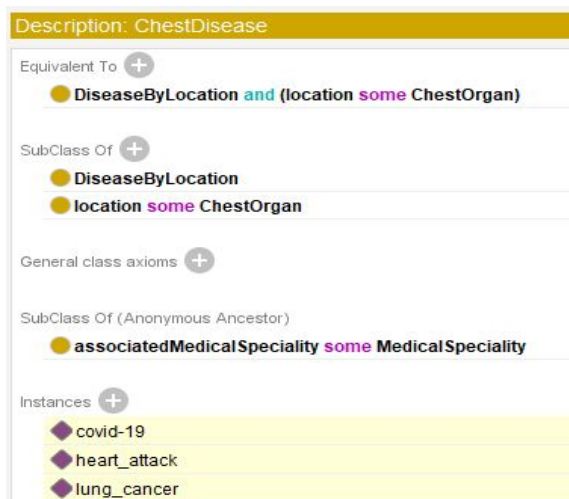 Description: ChestDisease
Equivalent To
DiseaseByLocation and (location some ChestOrgan)
SubClass Of
DiseaseByLocation
location some ChestOrgan
General class axioms
SubClass Of (Anonymous Ancestor)
associatedMedicalSpeciality some MedicalSpeciality
Instances
covid-19
heart_attack
lung_cancer